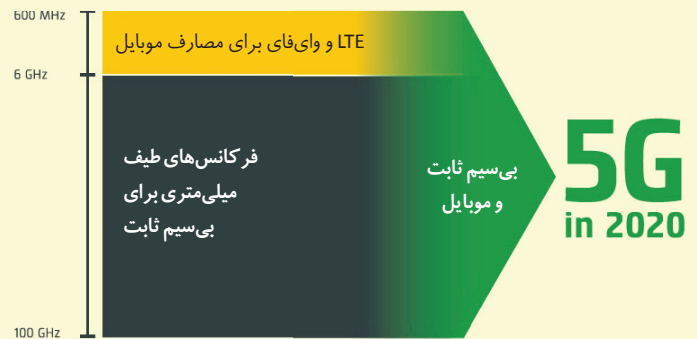 600 MHz
LTE و وای‌فای برای مصارف موبایل
6 GHz
فرکانس‌های طیف
میلی‌متری برای
بی‌سیم ثابت
بی‌سیم ثابت
و موبایل
5G
in 2020
100 GHz